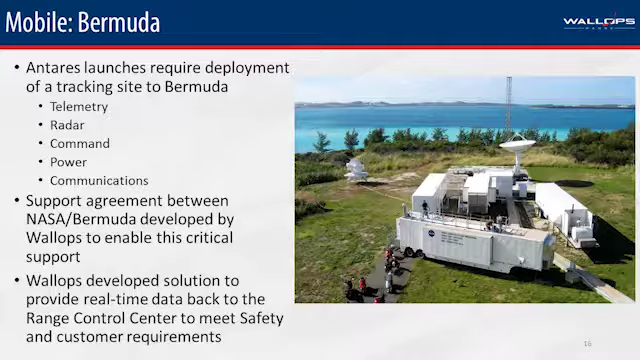 Mobile: Bermuda
WALLOPS
RANGE
• Antares launches require deployment
of a tracking site to Bermuda
• Telemetry
• Radar
• Command
• Power
• Communications
• Support agreement between
NASA/Bermuda developed by
Wallops to enable this critical
support
• Wallops developed solution to
provide real-time data back to the
Range Control Center to meet Safety
and customer requirements
16